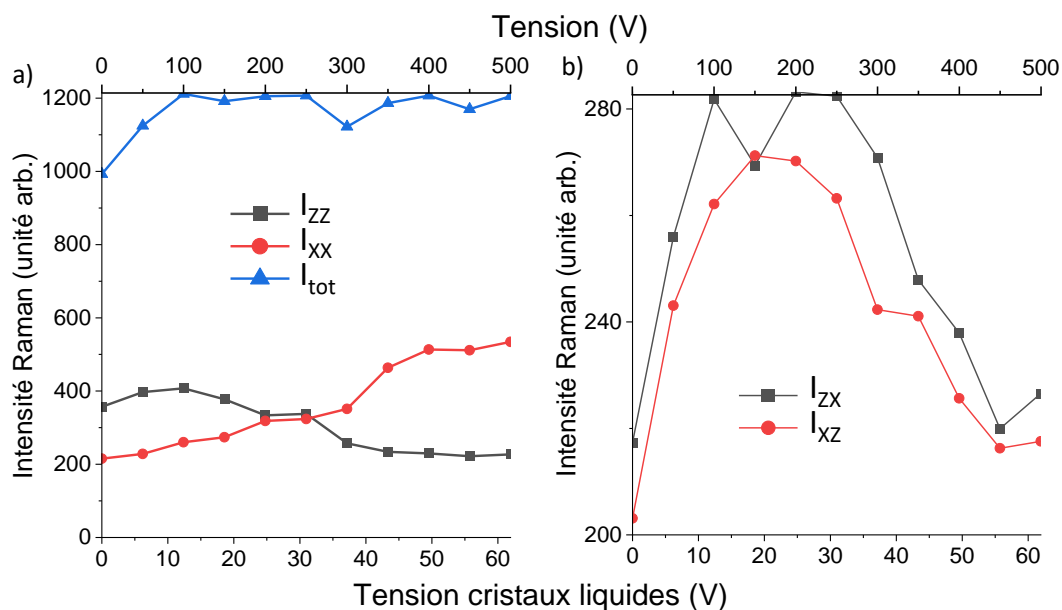 Tension (V)
a)
0 100 200 300 400 500
b)
0 100 200 300 400 500
Intensité Raman (unité arb.)
1200
1000
800
600
400
200
0
I_ZZ
I_XX
I_tot
0 10 20 30 40 50 60
Intensité Raman (unité arb.)
280
240
200
I_ZX
I_XZ
0 10 20 30 40 50 60
Tension cristaux liquides (V)